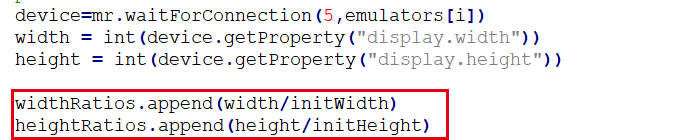 device=mr.waitForConnection(5,emulators[i])
width = int(device.getProperty("display.width"))
height = int(device.getProperty("display.height"))
widthRatios.append(width/initWidth)
heightRatios.append(height/initHeight)